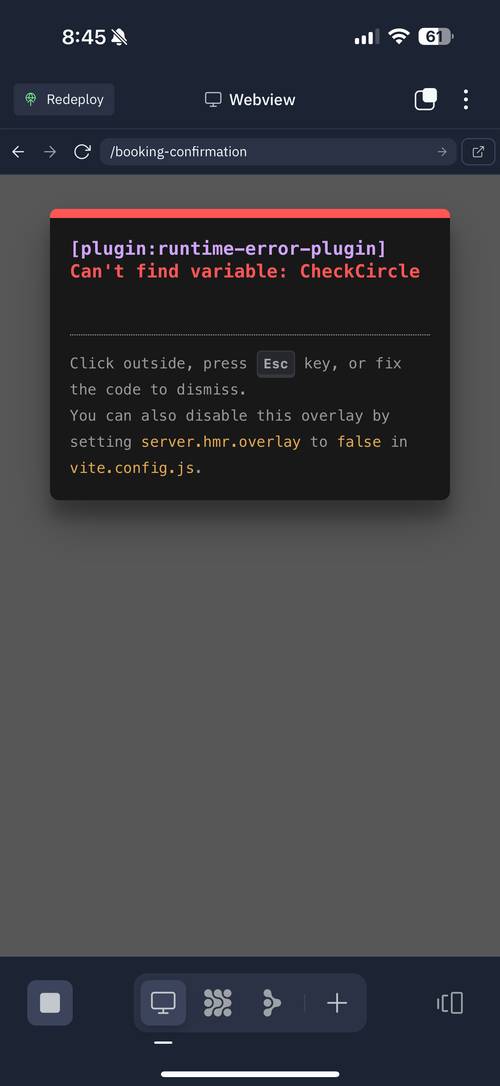 8:45
61
Redeploy
Webview
/booking-confirmation
[plugin:runtime-error-plugin]
Can't find variable: CheckCircle
Click outside, press Esc key, or fix
the code to dismiss.
You can also disable this overlay by
setting server.hmr.overlay to false in
vite.config.js.